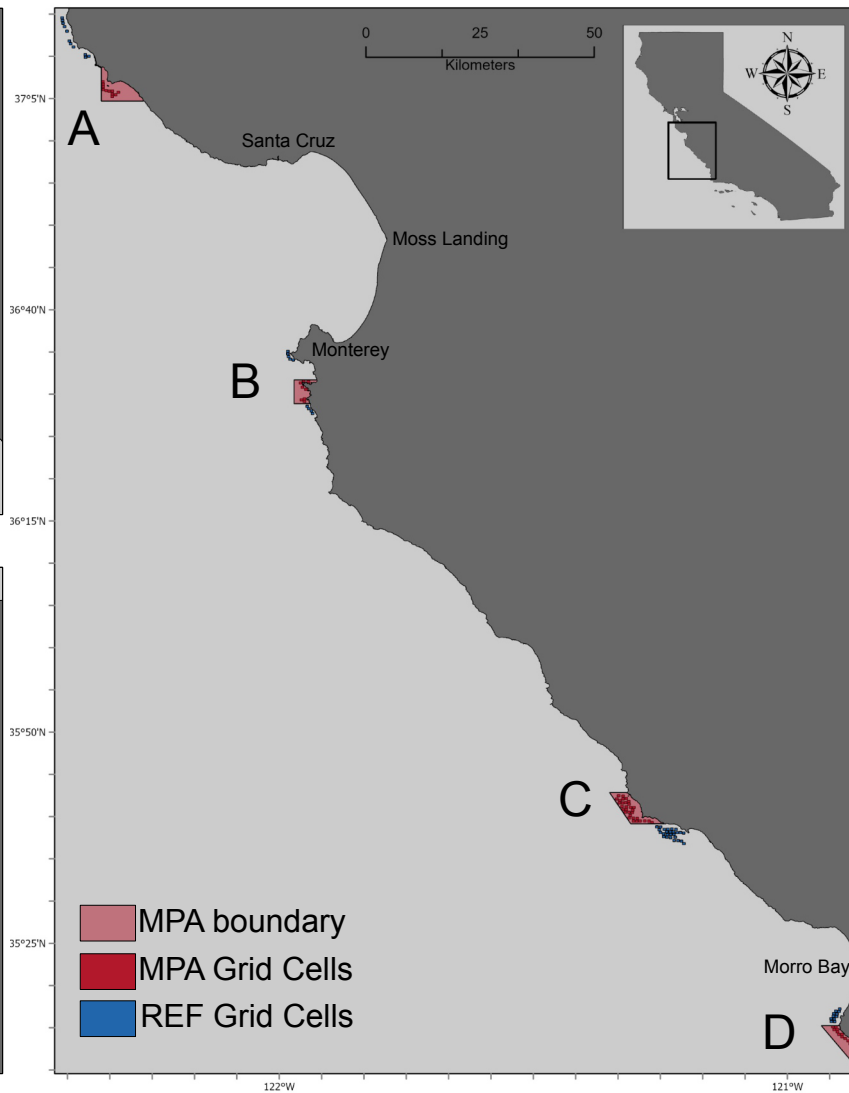 0 25 50
Kilometers
N
W E
S
37°5'N
A
Santa Cruz
Moss Landing
36°40'N
Monterey
B
36°15'N
35°50'N
C
MPA boundary
MPA Grid Cells
REF Grid Cells
35°25'N
Morro Bay
D
122°W
121°W